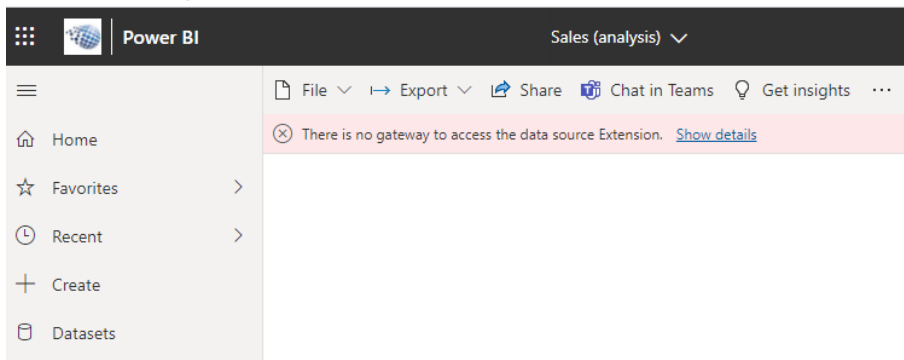 Power BI
Sales (analysis)
File Export Share Chat in Teams Get insights
There is no gateway to access the data source Extension. Show details
Home
Favorites
Recent
Create
Datasets